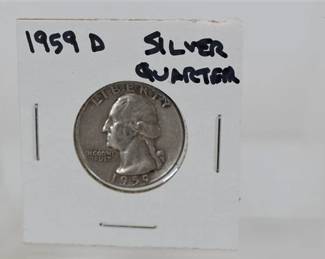 1959 D SILVER
QUARTER
LIBERTY
IN GOD WE
TRUST
1959